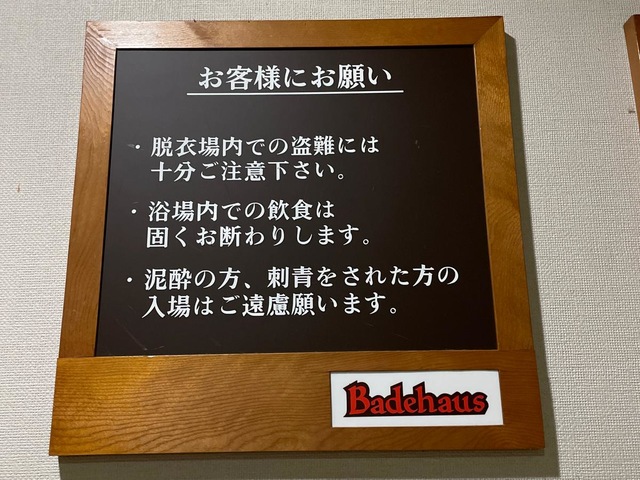 お客様にお願い
・脱衣場内での盗難には
十分ご注意下さい。
・浴場内での飲食は
固くお断わりします。
・泥酔の方、刺青をされた方の
入場はご遠慮願います。
Badehaus